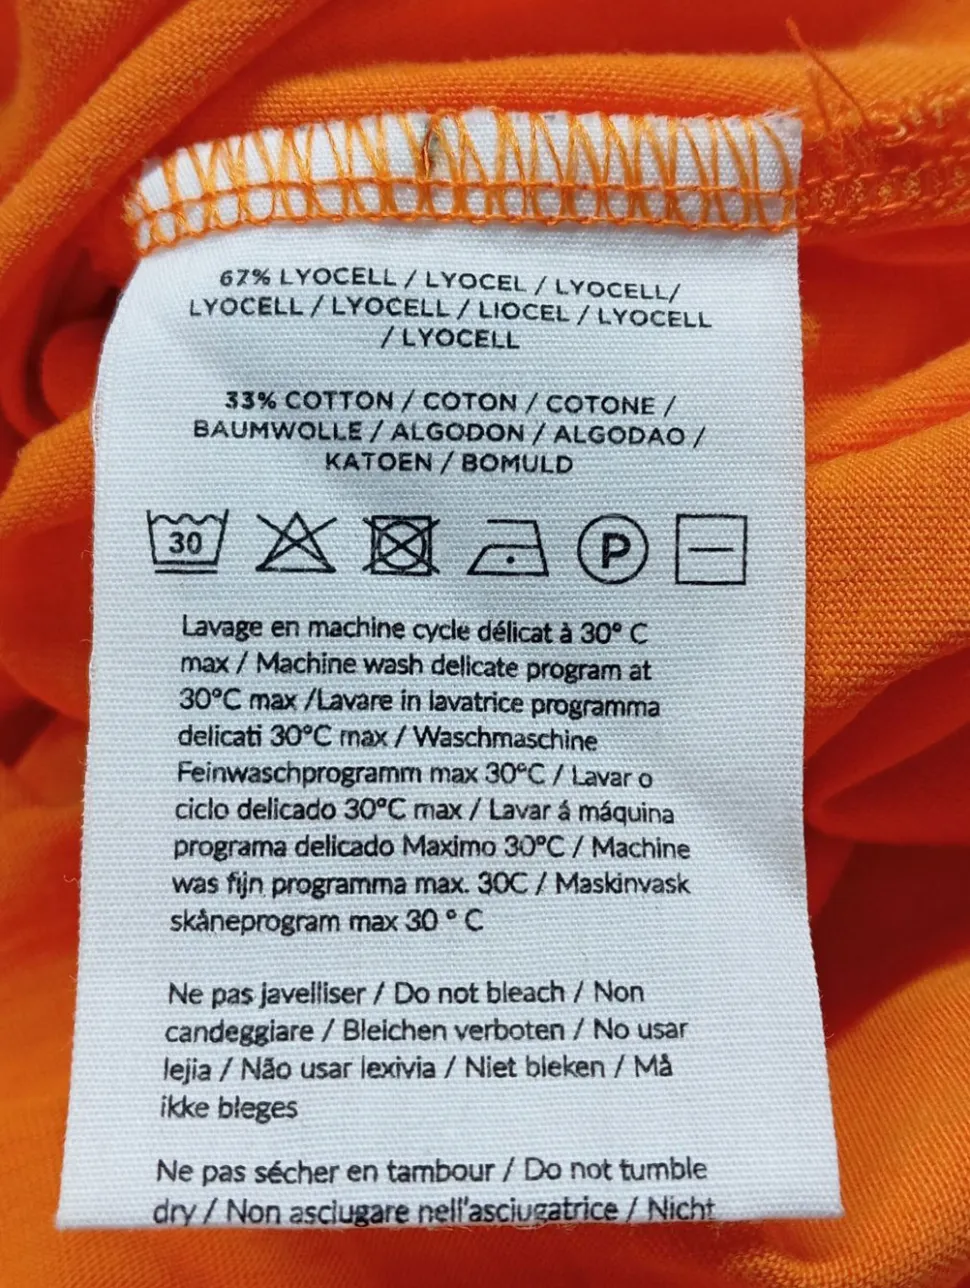 67% LYOCELL / LYOCEL / LYOCELL/
LYOCELL / LYOCELL / LIOCEL / LYOCELL
/ LYOCELL
33% COTTON / COTON / COTONE /
BAUMWOLLE / ALGODON / ALGODAO /
KATOEN / BOMULD
30 P
Lavage en machine cycle délicat à 30° C
max / Machine wash delicate program at
30°C max /Lavare in lavatrice programma
delicati 30°C max / Waschmaschine
Feinwaschprogramm max 30°C / Lavar o
ciclo delicado 30°C max / Lavar á máquina
programa delicado Maximo 30°C / Machine
was fijn programma max. 30C / Maskinvask
skåneprogram max 30 ° C
Ne pas javelliser / Do not bleach / Non
candeggiare / Bleichen verboten / No usar
lejia / Não usar lexivia / Niet bleken / Må
ikke bleges
Ne pas sécher en tambour / Do not tumble
dry / Non asciugare nell'asciugatrice / Nicht